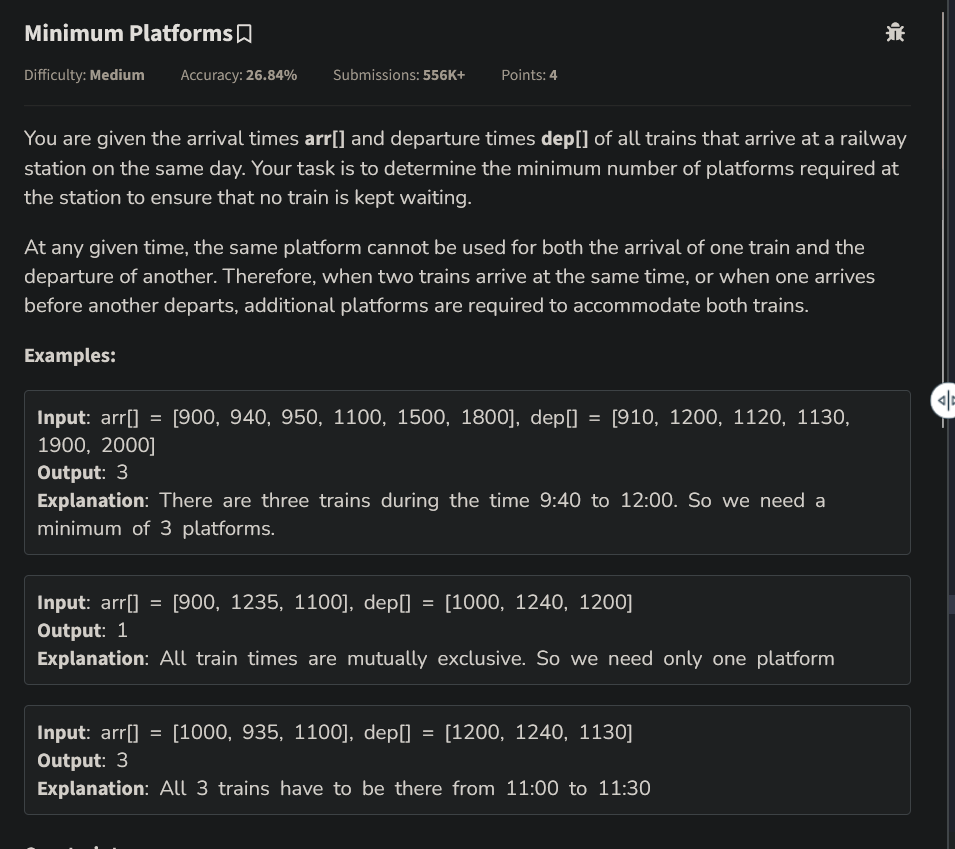 Minimum Platforms
Difficulty: Medium Accuracy: 26.84% Submissions: 556K+ Points: 4
You are given the arrival times arr[] and departure times dep[] of all trains that arrive at a railway
station on the same day. Your task is to determine the minimum number of platforms required at
the station to ensure that no train is kept waiting.
At any given time, the same platform cannot be used for both the arrival of one train and the
departure of another. Therefore, when two trains arrive at the same time, or when one arrives
before another departs, additional platforms are required to accommodate both trains.
Examples:
Input: arr[] = [900, 940, 950, 1100, 1500, 1800], dep[] = [910, 1200, 1120, 1130,
1900, 2000]
Output: 3
Explanation: There are three trains during the time 9:40 to 12:00. So we need a
minimum of 3 platforms.
Input: arr[] = [900, 1235, 1100], dep[] = [1000, 1240, 1200]
Output: 1
Explanation: All train times are mutually exclusive. So we need only one platform
Input: arr[] = [1000, 935, 1100], dep[] = [1200, 1240, 1130]
Output: 3
Explanation: All 3 trains have to be there from 11:00 to 11:30